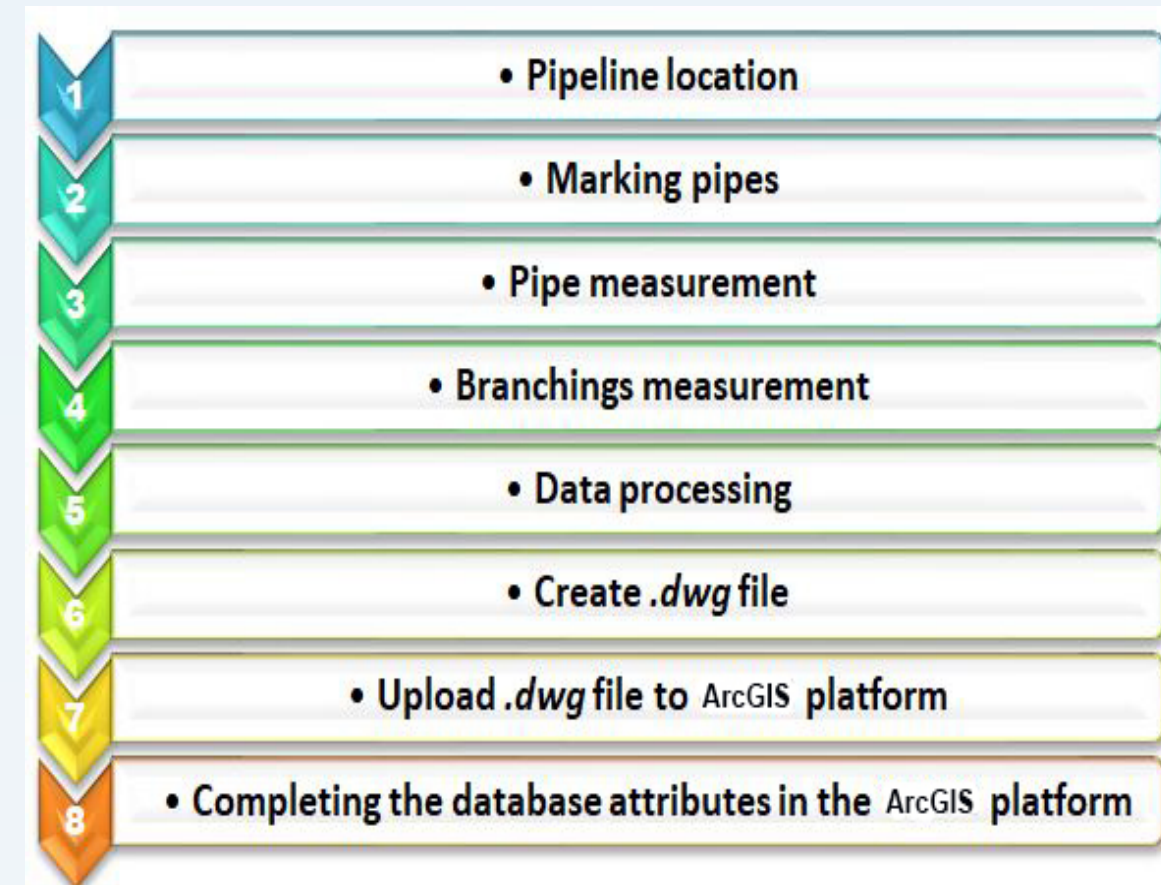 1
• Pipeline location
2
• Marking pipes
3
• Pipe measurement
4
• Branchings measurement
5
• Data processing
6
• Create .dwg file
7
• Upload .dwg file to ArcGIS platform
8
• Completing the database attributes in the ArcGIS platform